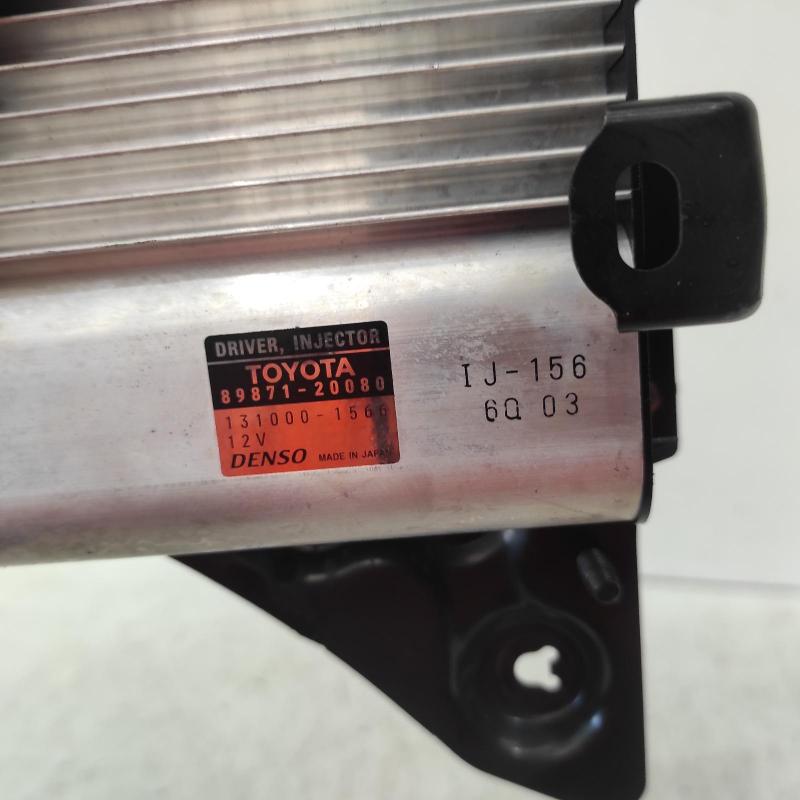 DRIVER, INJECTOR
TOYOTA
89871-20080
131000-1566
12V
DENSO MADE IN JAPAN
IJ-156
6Q 03